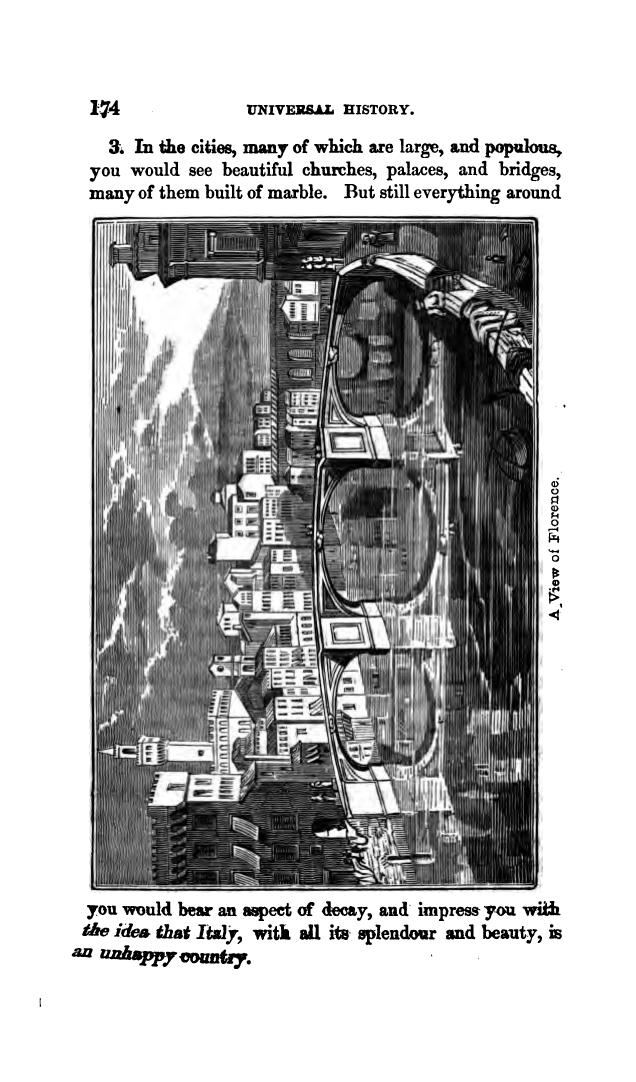 174 UNIVERSAL HISTORY.
3. In the cities, many of which are large, and populous,
you would see beautiful churches, palaces, and bridges,
many of them built of marble. But still everything around
A View of Florence.
you would bear an aspect of decay, and impress you with
the idea that Italy, with all its splendour and beauty, is
an unhappy country.